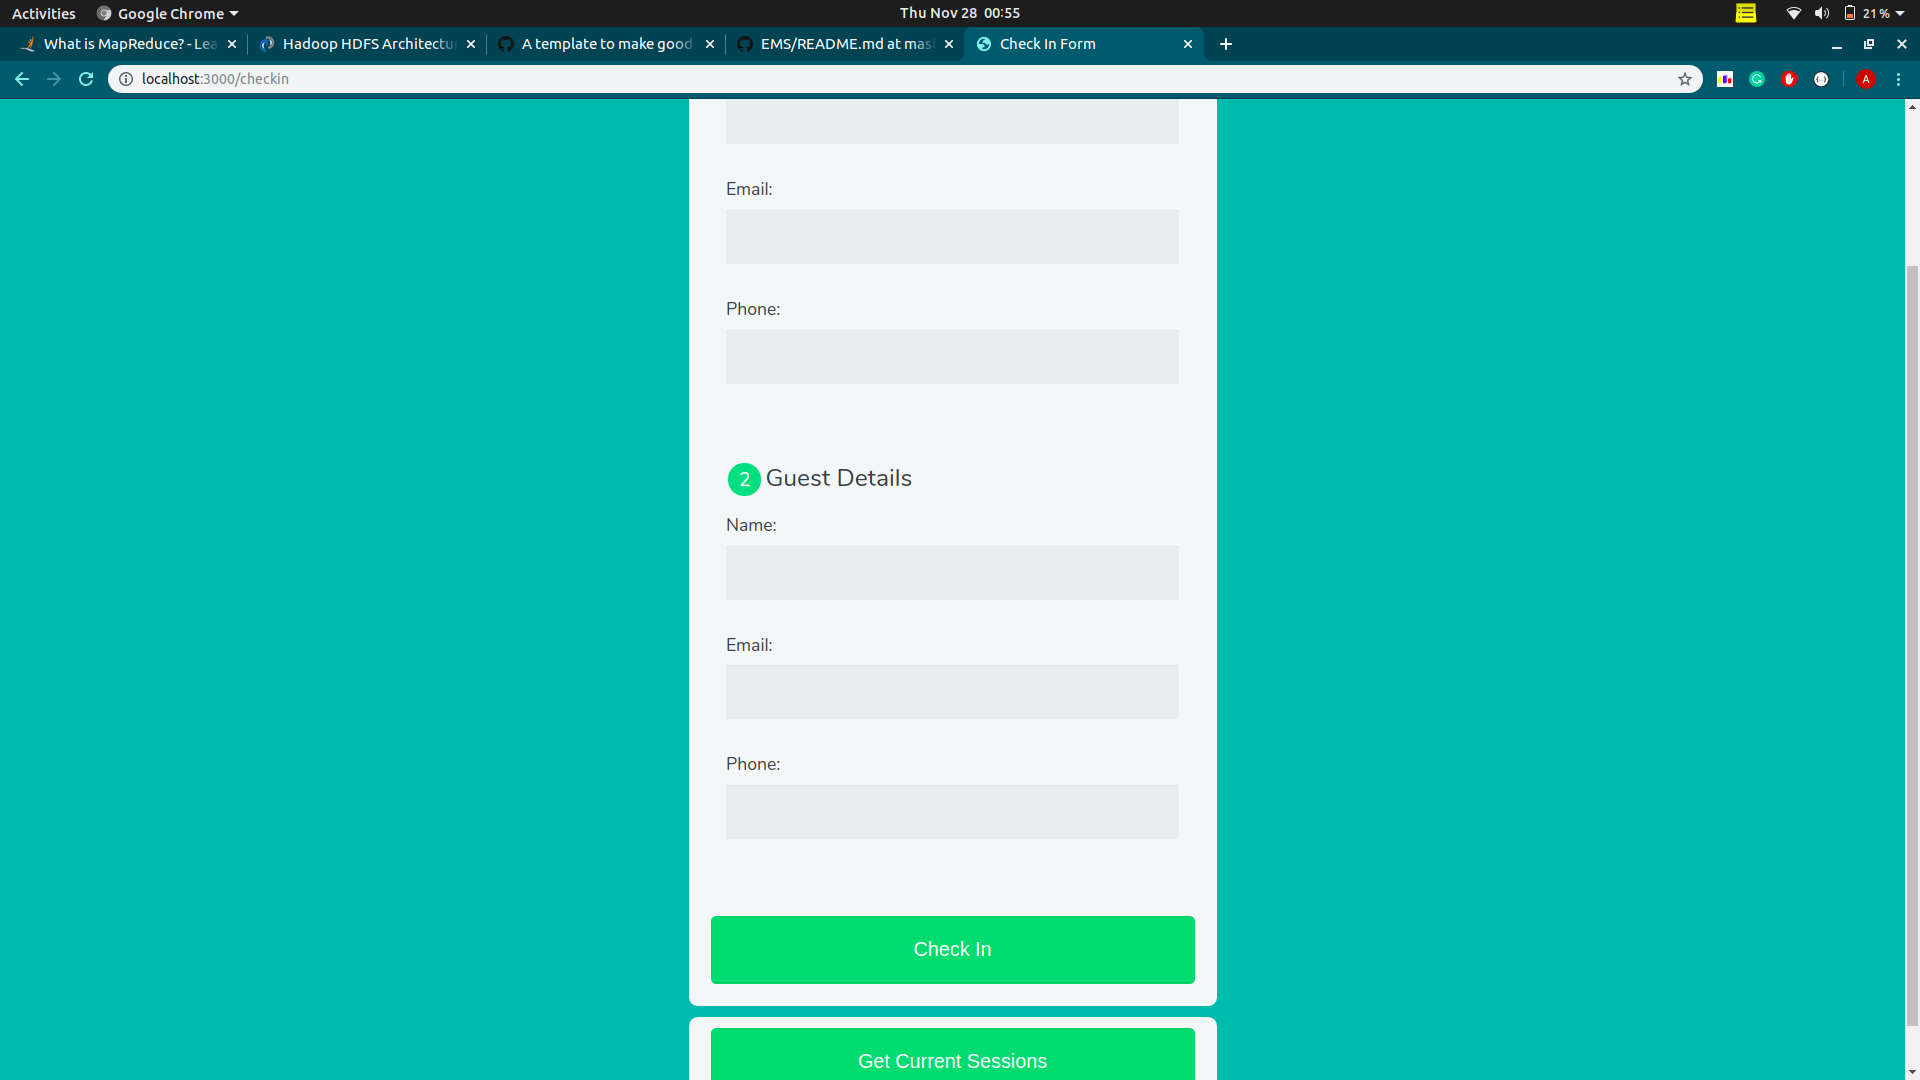 Activities Google Chrome Thu Nov 28 00:55 21%
What is MapReduce? - Lea Hadoop HDFS Architectu A template to make good EMS/README.md at mas Check In Form
localhost:3000/checkin A
Email:
Phone:
2 Guest Details
Name:
Email:
Phone:
Check In
Get Current Sessions